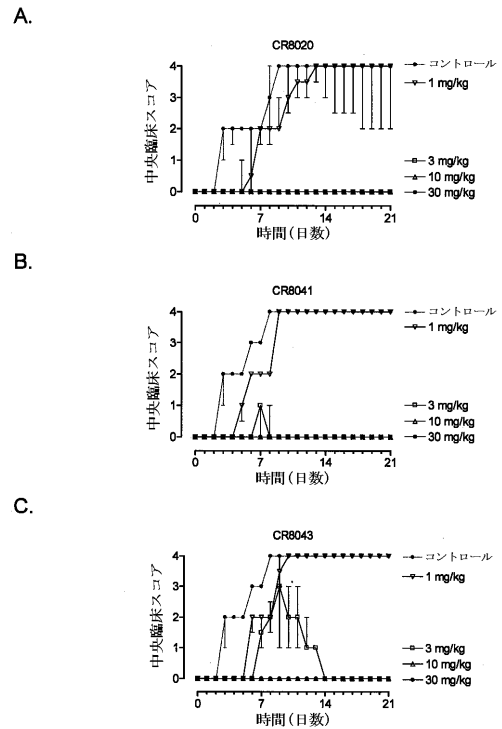 A.
CR8020
中央臨床スコア
4
3
2
1
0
0
7
14
21
時間(日数)
コントロール
1 mg/kg
3 mg/kg
10 mg/kg
30 mg/kg
B.
CR8041
中央臨床スコア
4
3
2
1
0
0
7
14
21
時間(日数)
コントロール
1 mg/kg
3 mg/kg
10 mg/kg
30 mg/kg
C.
CR8043
中央臨床スコア
4
3
2
1
0
0
7
14
21
時間(日数)
コントロール
1 mg/kg
3 mg/kg
10 mg/kg
30 mg/kg